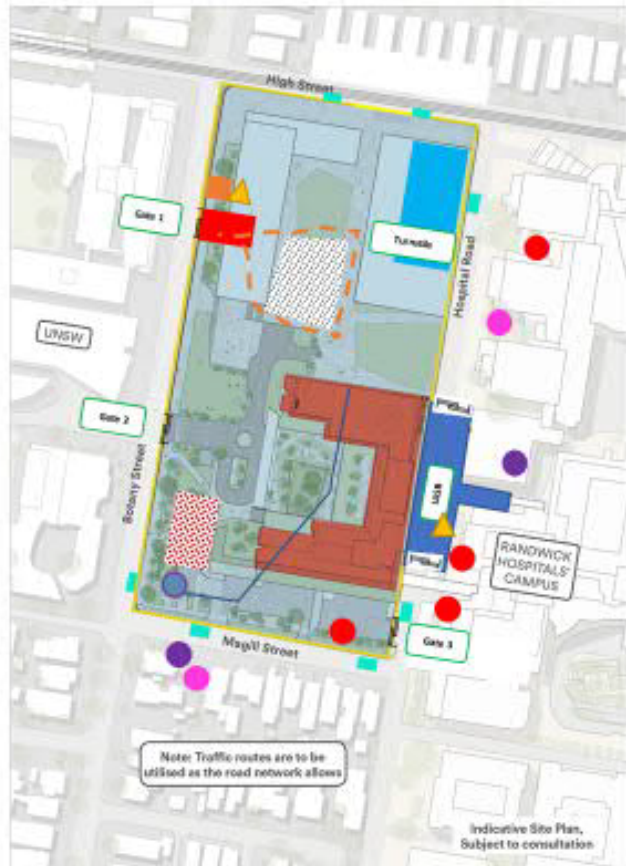 High Street
Gate 1
Turnstile
Hospital Road
UNSW
Gate 2
Botany Street
RANDWICK
HOSPITALS'
CAMPUS
Gate 3
Magill Street
Note: Traffic routes are to be
utilised as the road network allows
Indicative Site Plan,
Subject to consultation